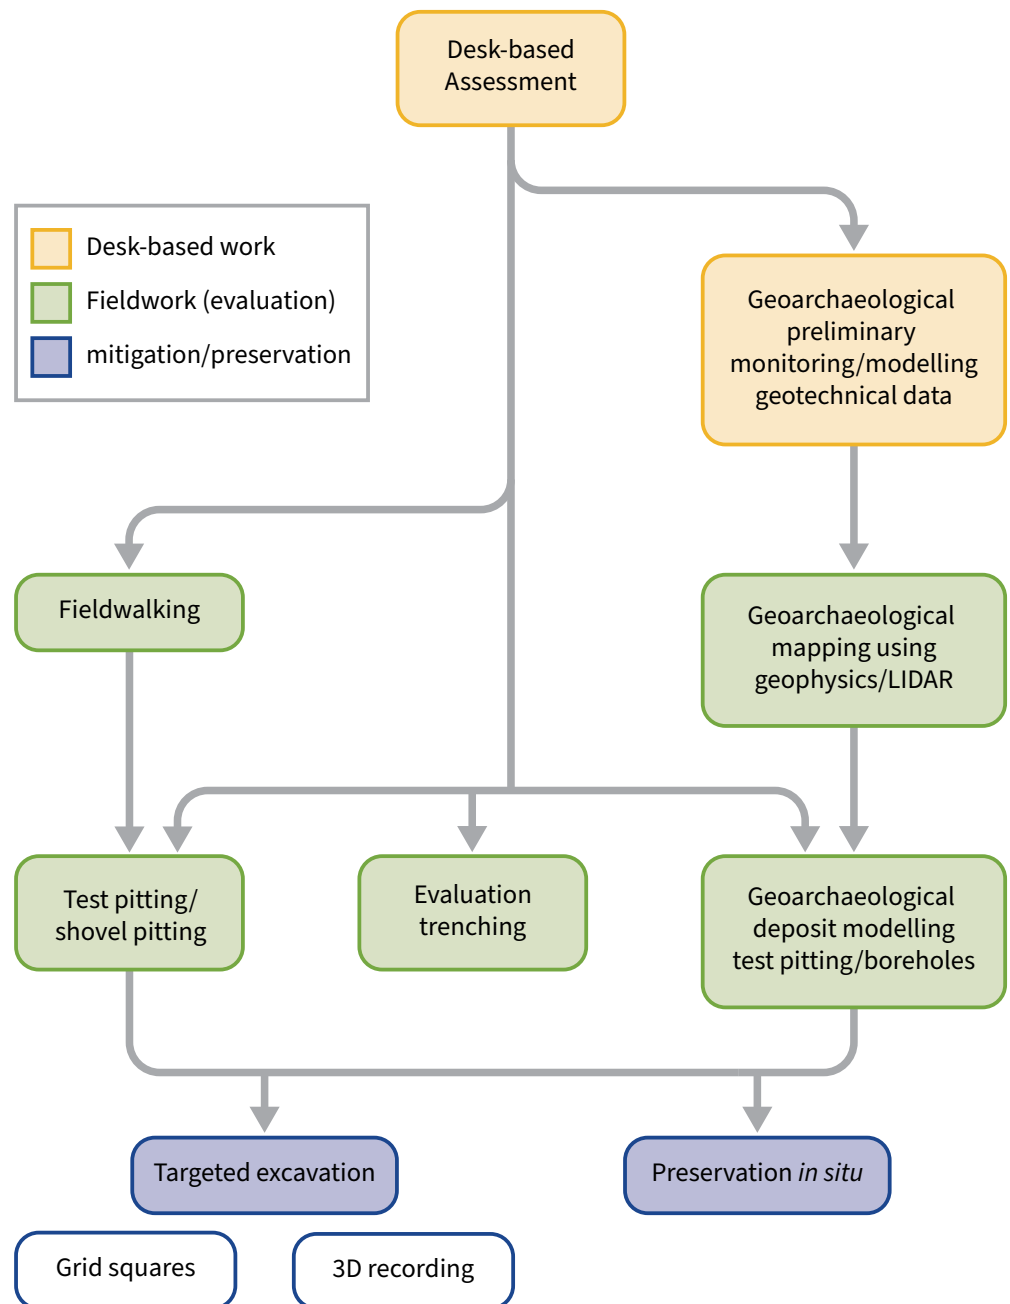 Desk-based
Assessment
Desk-based work
Fieldwork (evaluation)
mitigation/preservation
Geoarchaeological
preliminary
monitoring/modelling
geotechnical data
Fieldwalking
Geoarchaeological
mapping using
geophysics/LIDAR
Test pitting/
shovel pitting
Evaluation
trenching
Geoarchaeological
deposit modelling
test pitting/boreholes
Targeted excavation
Preservation in situ
Grid squares
3D recording